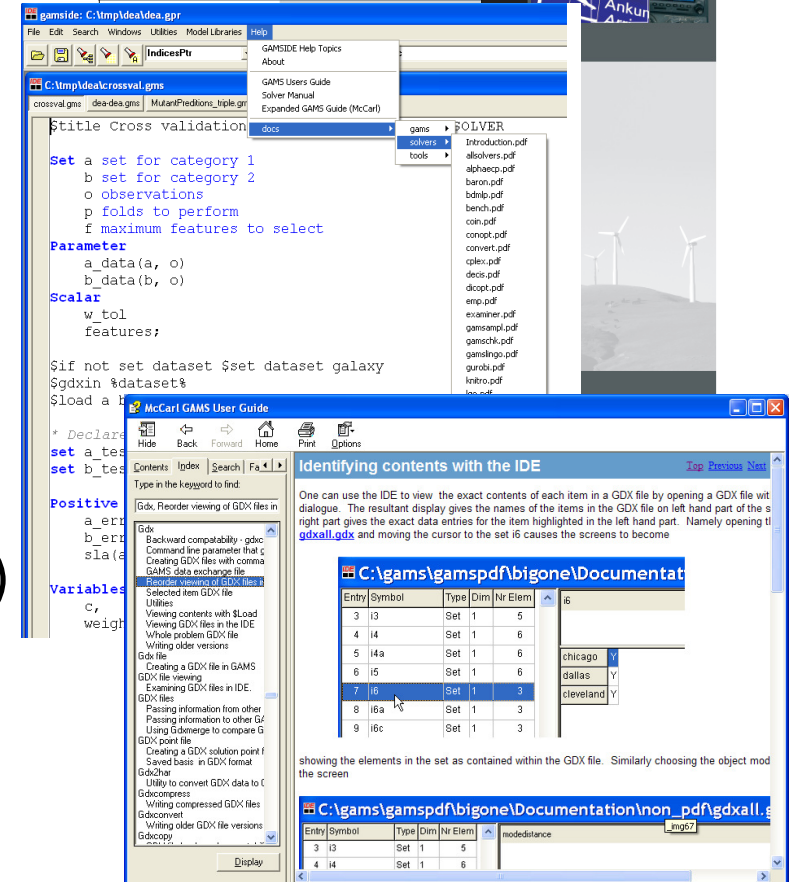 Ankun
gamside: C:\tmp\dea\dea.gpr
File Edit Search Windows Utilities Model Libraries Help
IndicesPtr
GAMSIDE Help Topics
About
GAMS Users Guide
Solver Manual
Expanded GAMS Guide (McCarl)
docs
gams
solvers
tools
Introduction.pdf
allsolvers.pdf
alphaecp.pdf
baron.pdf
bdmlp.pdf
bench.pdf
coin.pdf
conopt.pdf
convert.pdf
cplex.pdf
decis.pdf
dicopt.pdf
emp.pdf
examiner.pdf
gamsampl.pdf
gamschk.pdf
gamslingo.pdf
gurobi.pdf
knitro.pdf
C:\tmp\dea\crossval.gms
crossval.gms dea-dea.gms MutantPreditions_triple.gm
$title Cross validation SOLVER
Set a set for category 1
b set for category 2
o observations
p folds to perform
f maximum features to select
Parameter
a_data(a, o)
b_data(b, o)
Scalar
w_tol
features;
$if not set dataset $set dataset galaxy
$gdxin %dataset%
$load a b
* Declare
set a_tes
set b_tes
Positive
a_err
b_err
sla(a
Variables
c,
weigh
McCarl GAMS User Guide
Hide Back Forward Home Print Options
Contents Index Search Fa
Type in the keyword to find:
Gdx, Reorder viewing of GDX files in
Gdx
Backward compatability - gdxc
Command line parameter that g
Creating GDX files with comma
GAMS data exchange file
Reorder viewing of GDX files i
Selected item GDX file
Utilities
Viewing contents with $Load
Viewing GDX files in the IDE
Whole problem GDX file
Writing older versions
Gdx file
Creating a GDX file in GAMS
GDX file viewing
Examining GDX files in IDE.
GDX files
Passing information from other
Passing information to other GA
Using Gdxmerge to compare G
GDX point file
Creating a GDX solution point f
Saved basis in GDX format
Gdx2har
Utility to convert GDX data to
Gdxcompress
Writing compressed GDX files
Gdxconvert
Writing older GDX file versions
Gdxcopy
Display
Identifying contents with the IDE
Top Previous Next
One can use the IDE to view the exact contents of each item in a GDX file by opening a GDX file wit
dialogue. The resultant display gives the names of the items in the GDX file on left hand part of the s
right part gives the exact data entries for the item highlighted in the left hand part. Namely opening t
gdxall.gdx and moving the cursor to the set i6 causes the screens to become
C:\gams\gamspdf\bigone\Documentat
Entry Symbol Type Dim Nr Elem
3 i3 Set 1 5
4 i4 Set 1 6
5 i4a Set 1 6
6 i5 Set 1 6
7 i6 Set 1 3
8 i6a Set 1 3
9 i6c Set 1 3
i6
chicago Y
dallas Y
cleveland Y
showing the elements in the set as contained within the GDX file. Similarly choosing the object mod
the screen
C:\gams\gamspdf\bigone\Documentation\non_pdf\gdxall.g
_img67
Entry Symbol Type Dim Nr Elem
modedistance
3 i3 Set 1 5
4 i4 Set 1 6